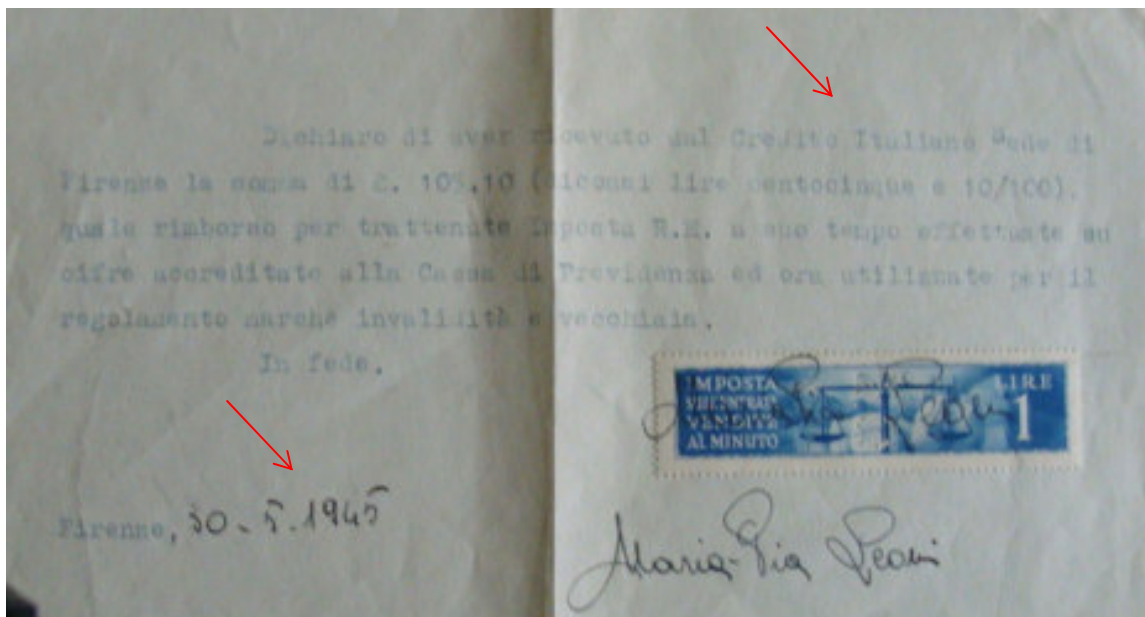 Dichiaro di aver ricevuto dal Credito Italiano Sede di
Firenze la somma di £. 105,10 (diconsi lire centocinque e 10/100).
quale rimborso per trattenute Imposta R.M. a suo tempo effettuate su
cifre accreditate alla Cassa di Previdenza ed ora utilizzate per il
regolamento marche invalidità e vecchiaia.
In fede.
IMPOSTA
VENDITE
AL MINUTO
LIRE
1
Firenze, 30-5.1945
Maria-Pia Leoni